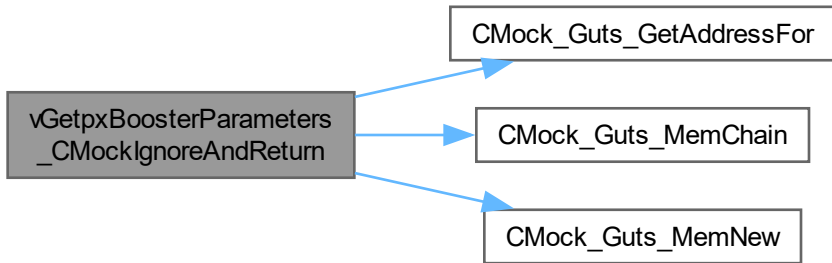 vGetpxBoosterParameters
_CMockIgnoreAndReturn
CMock_Guts_GetAddressFor
CMock_Guts_MemChain
CMock_Guts_MemNew